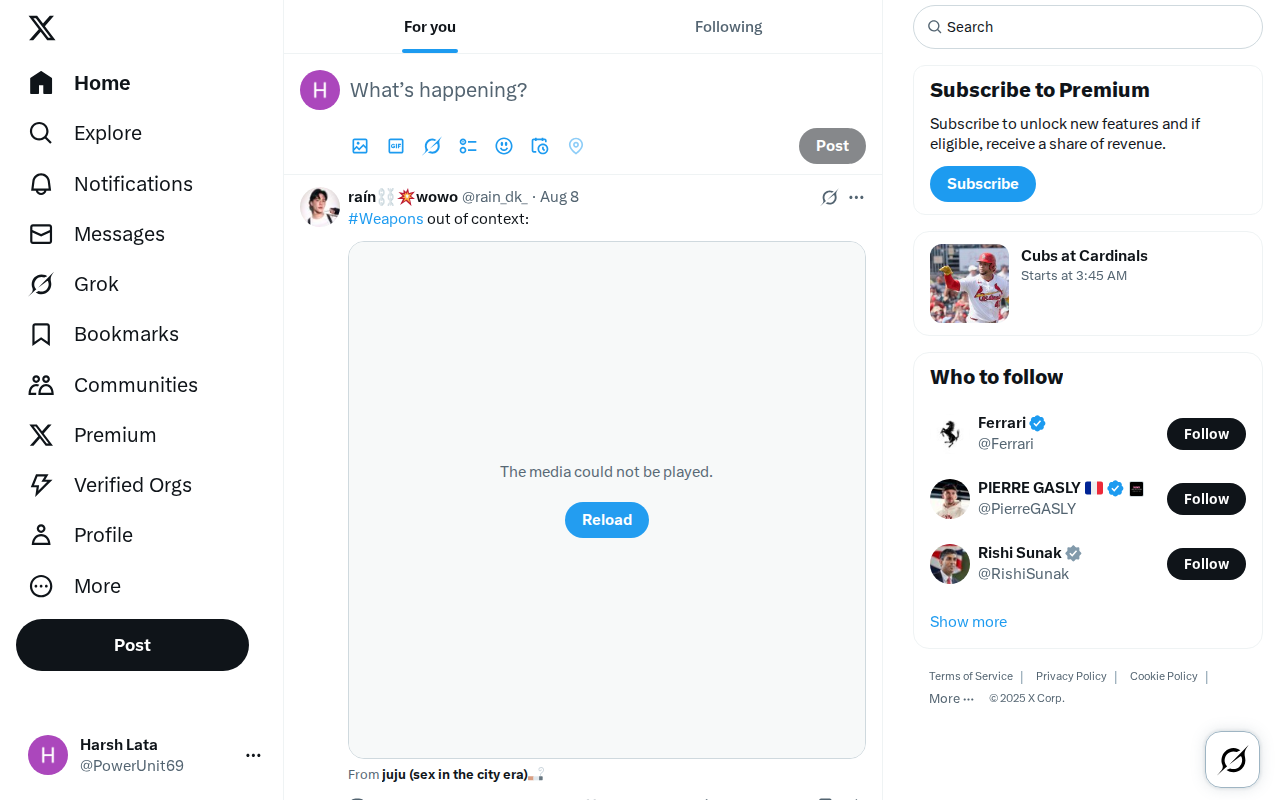 Home
Explore
Notifications
Messages
Grok
Bookmarks
Communities
Premium
Verified Orgs
Profile
More
Post
H
Harsh Lata
@PowerUnit69
For you
Following
H
What's happening?
GIF
Post
raín⛓️💥wowo @rain_dk_ · Aug 8
#Weapons out of context:
The media could not be played.
Reload
From juju (sex in the city era)🚬
Search
Subscribe to Premium
Subscribe to unlock new features and if
eligible, receive a share of revenue.
Subscribe
Cubs at Cardinals
Starts at 3:45 AM
Who to follow
Ferrari
@Ferrari
Follow
PIERRE GASLY 🇫🇷
@PierreGASLY
Follow
Rishi Sunak
@RishiSunak
Follow
Show more
Terms of Service | Privacy Policy | Cookie Policy |
More ··· © 2025 X Corp.